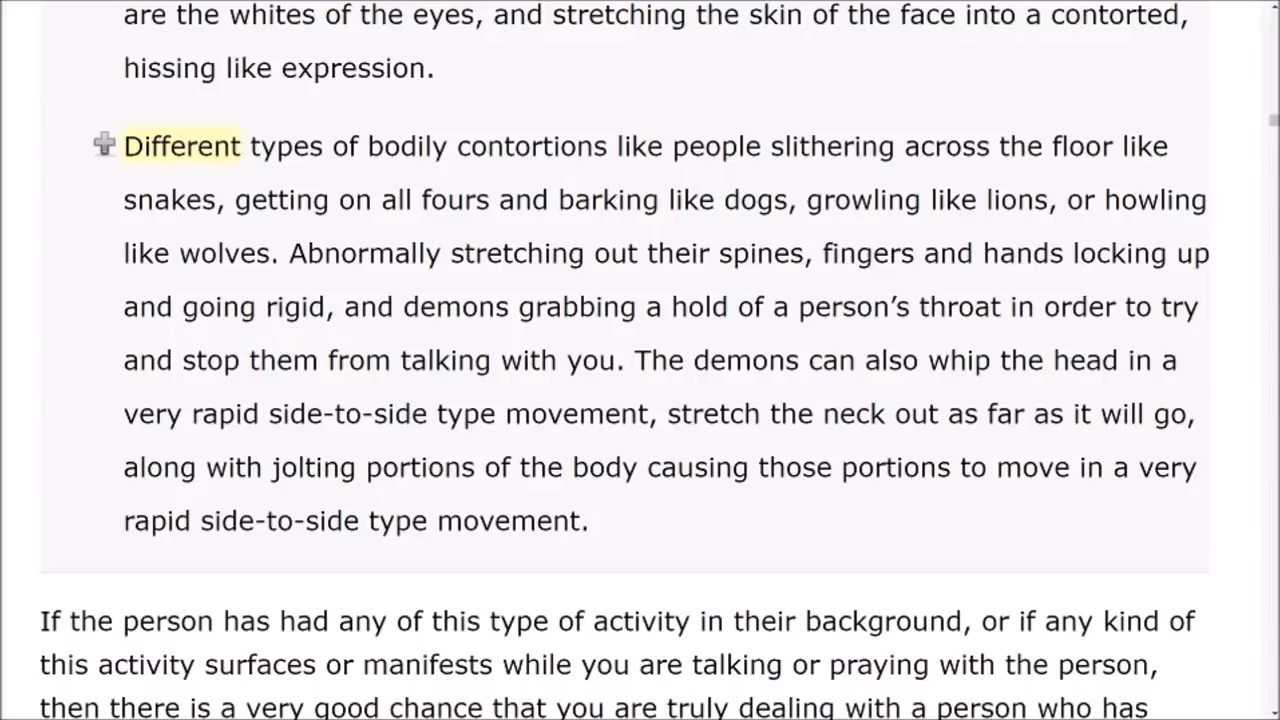 are the whites of the eyes, and stretching the skin of the face into a contorted,
hissing like expression.
Different types of bodily contortions like people slithering across the floor like
snakes, getting on all fours and barking like dogs, growling like lions, or howling
like wolves. Abnormally stretching out their spines, fingers and hands locking up
and going rigid, and demons grabbing a hold of a person’s throat in order to try
and stop them from talking with you. The demons can also whip the head in a
very rapid side-to-side type movement, stretch the neck out as far as it will go,
along with jolting portions of the body causing those portions to move in a very
rapid side-to-side type movement.
If the person has had any of this type of activity in their background, or if any kind of
this activity surfaces or manifests while you are talking or praying with the person,
then there is a very good chance that you are truly dealing with a person who has